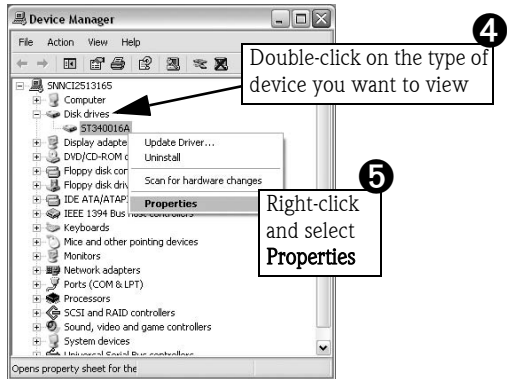 Device Manager
File Action View Help
4
Double-click on the type of
device you want to view
SNNCI2513165
Computer
Disk drives
ST340016A
Display adapte
DVD/CD-ROM
Floppy disk con
Floppy disk driv
IDE ATA/ATAP
IEEE 1394 Bus host controllers
Keyboards
Mice and other pointing devices
Monitors
Network adapters
Ports (COM & LPT)
Processors
SCSI and RAID controllers
Sound, video and game controllers
System devices
Universal Serial Bus controllers
Update Driver...
Uninstall
Scan for hardware changes
Properties
5
Right-click
and select
Properties
Opens property sheet for the